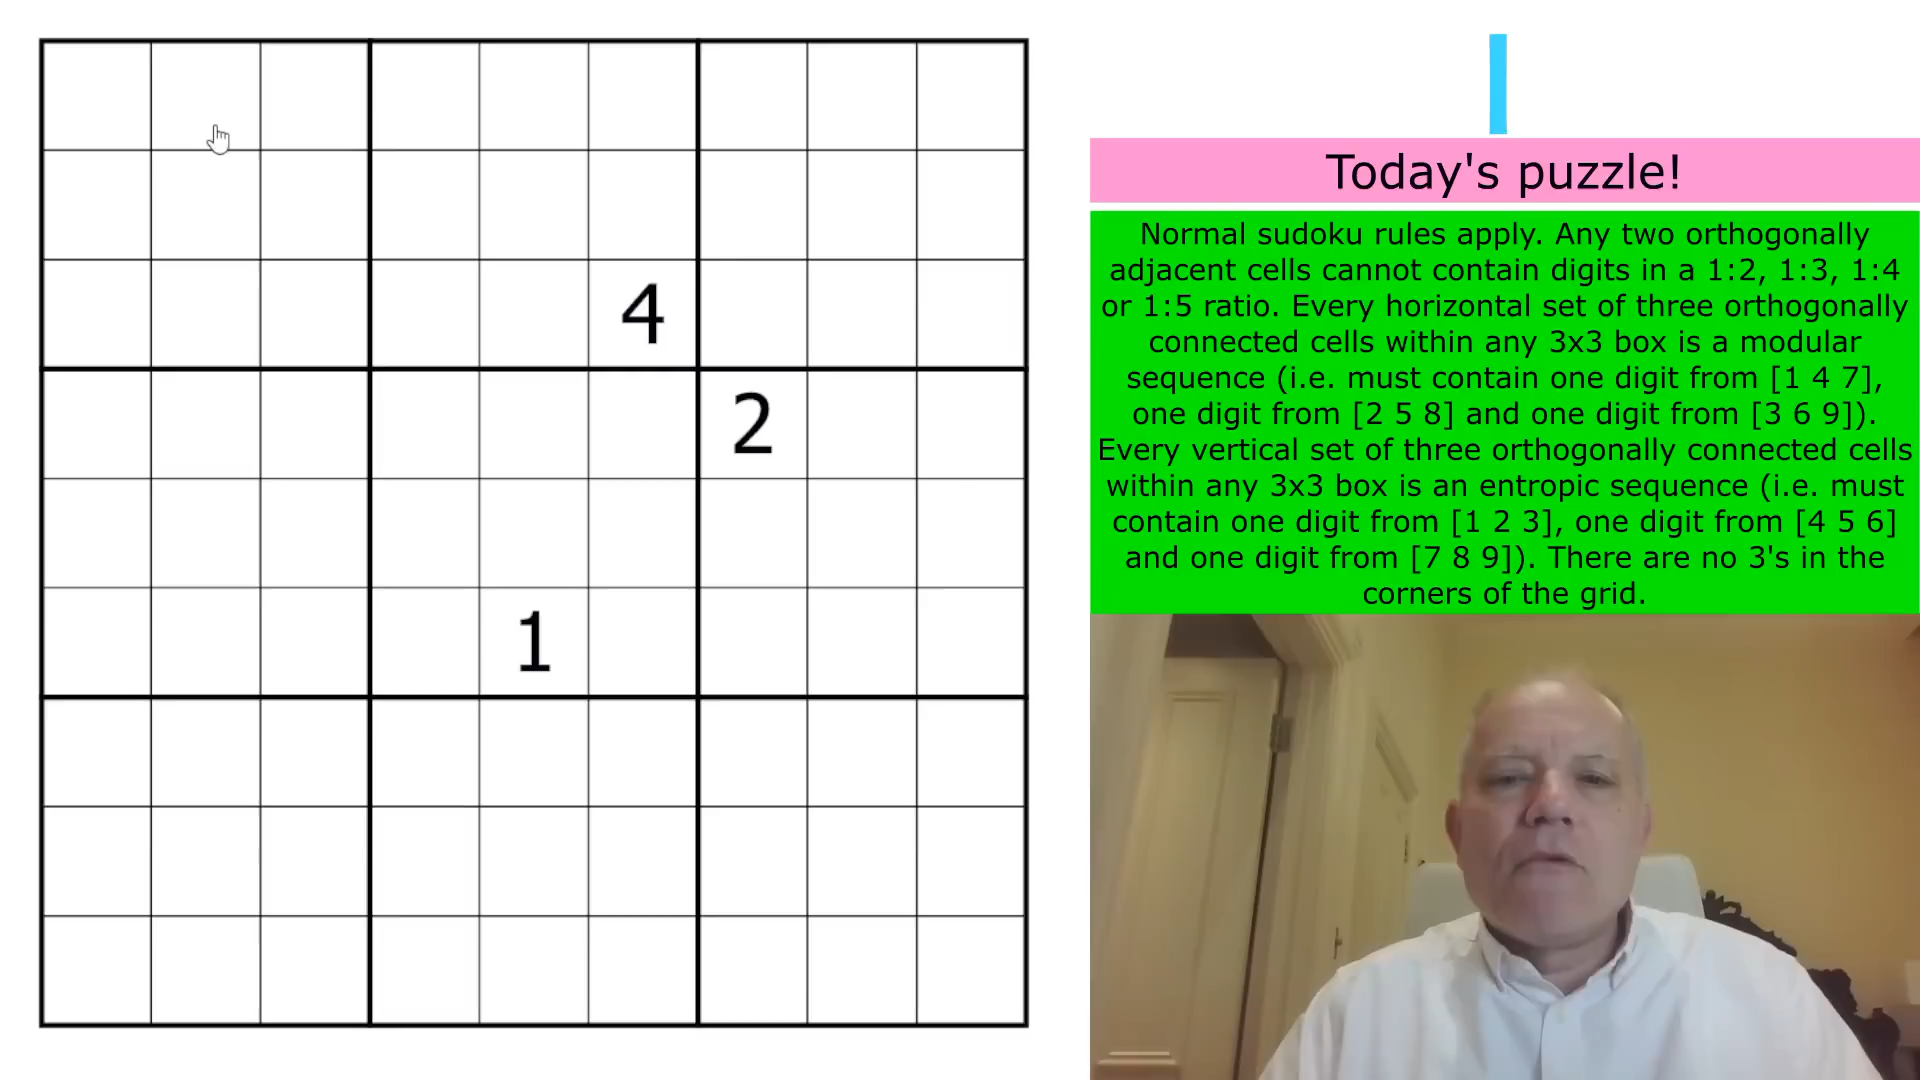 Today's puzzle!
Normal sudoku rules apply. Any two orthogonally
adjacent cells cannot contain digits in a 1:2, 1:3, 1:4
or 1:5 ratio. Every horizontal set of three orthogonally
connected cells within any 3x3 box is a modular
sequence (i.e. must contain one digit from [1 4 7],
one digit from [2 5 8] and one digit from [3 6 9]).
Every vertical set of three orthogonally connected cells
within any 3x3 box is an entropic sequence (i.e. must
contain one digit from [1 2 3], one digit from [4 5 6]
and one digit from [7 8 9]). There are no 3's in the
corners of the grid.
4
2
1